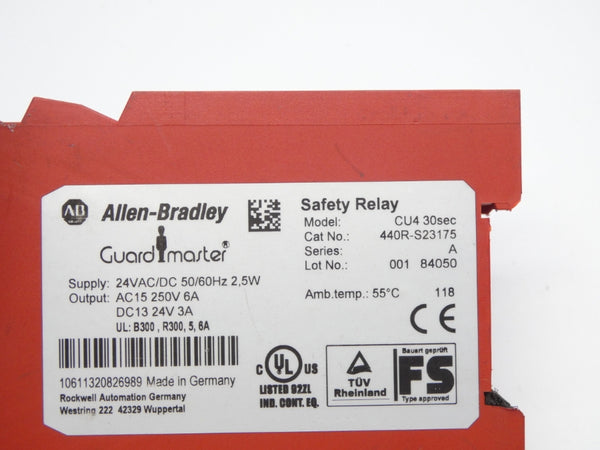 AB Allen-Bradley
Guardmaster®
Supply: 24VAC/DC 50/60Hz 2,5W
Output: AC15 250V 6A
DC13 24V 3A
UL: B300 , R300, 5, 6A
10611320826989 Made in Germany
Rockwell Automation Germany
Westring 222 42329 Wuppertal
Safety Relay
Model: CU4 30sec
Cat No.: 440R-S23175
Series: A
Lot No.: 001 84050
Amb.temp.: 55°C 118
CE
C UL US
LISTED 92ZL
IND. CONT. EQ.
TÜV
Rheinland
Bauart geprüft
FS
Type approved